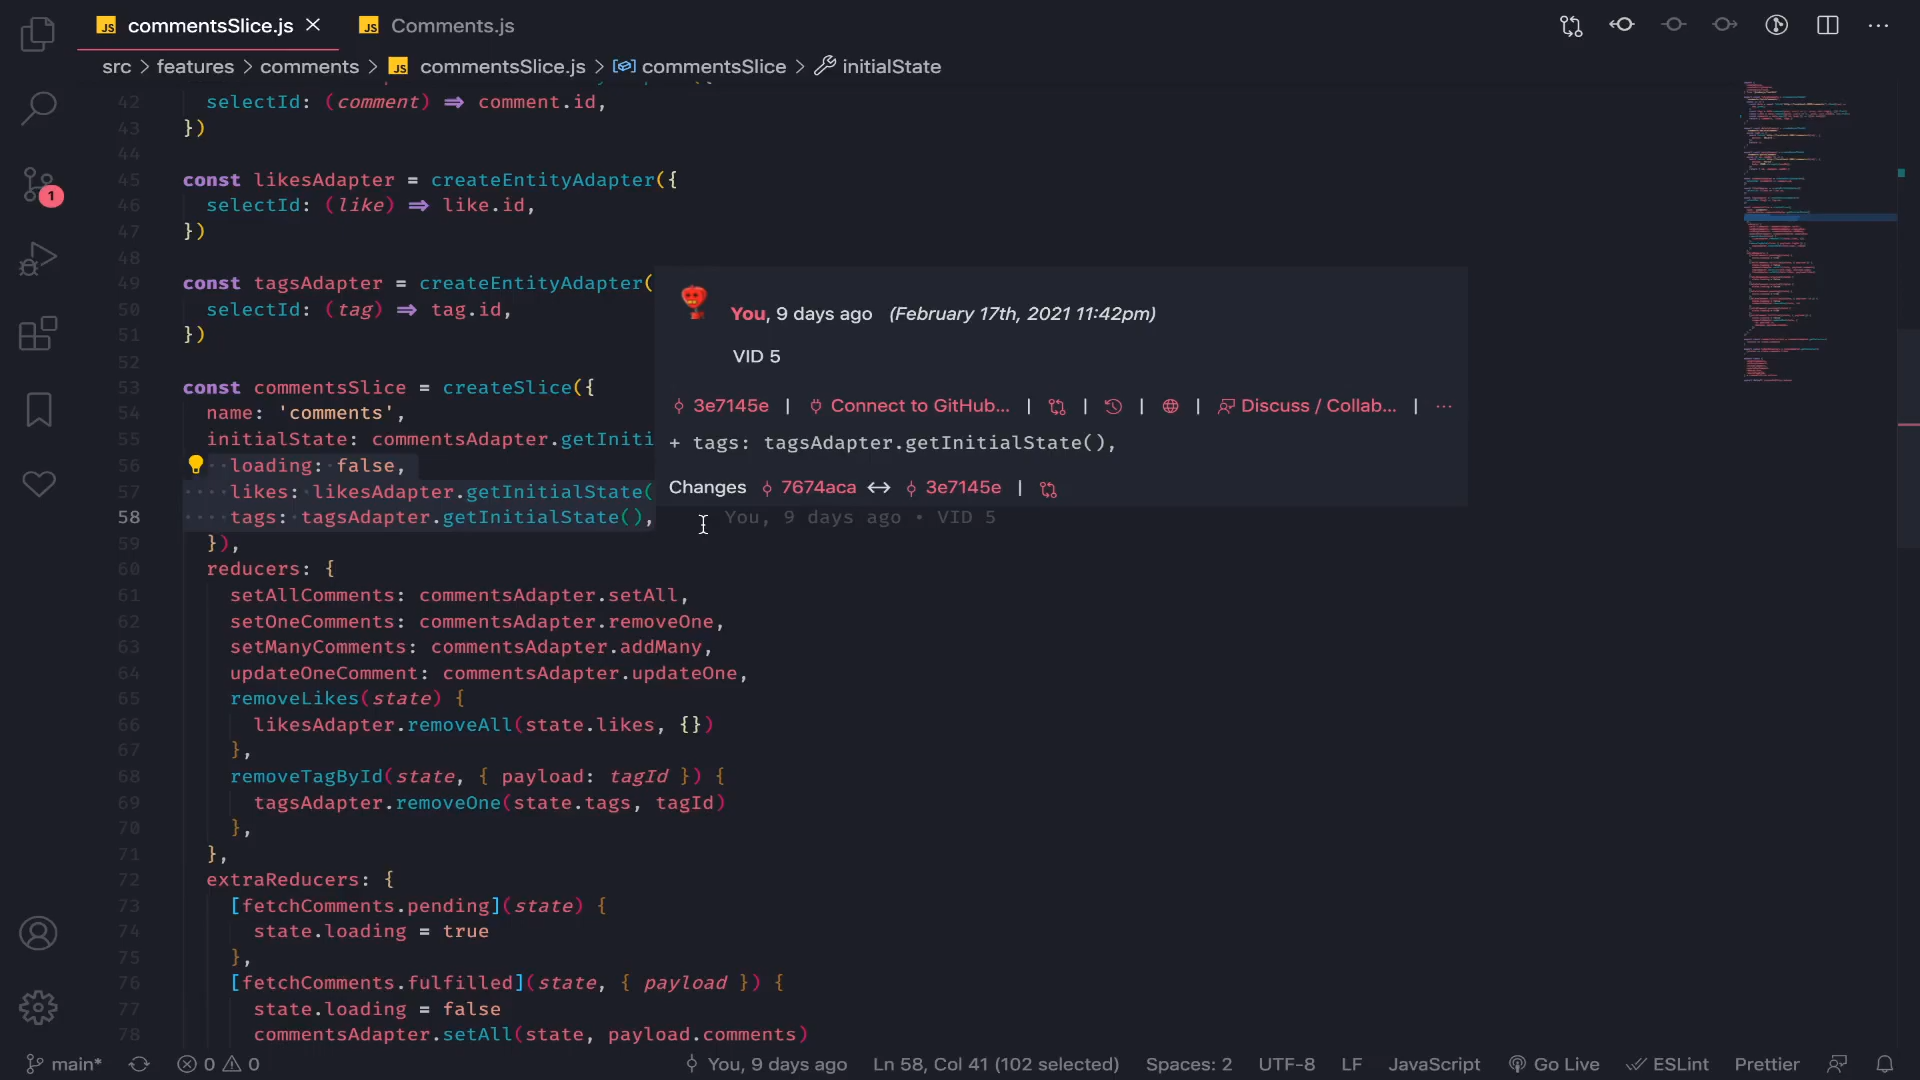 commentsSlice.js
Comments.js
src > features > comments > commentsSlice.js > commentsSlice > initialState
42 selectId: (comment) ⇒ comment.id,
43 })
44
45 const likesAdapter = createEntityAdapter({
46 selectId: (like) ⇒ like.id,
47 })
48
49 const tagsAdapter = createEntityAdapter(
50 selectId: (tag) ⇒ tag.id,
51 })
52
53 const commentsSlice = createSlice({
54 name: 'comments',
55 initialState: commentsAdapter.getIniti
56 loading: false,
57 likes: likesAdapter.getInitialState(
58 tags: tagsAdapter.getInitialState(), You, 9 days ago • VID 5
59 }),
60 reducers: {
61 setAllComments: commentsAdapter.setAll,
62 setOneComments: commentsAdapter.removeOne,
63 setManyComments: commentsAdapter.addMany,
64 updateOneComment: commentsAdapter.updateOne,
65 removeLikes(state) {
66 likesAdapter.removeAll(state.likes, {})
67 },
68 removeTagById(state, { payload: tagId }) {
69 tagsAdapter.removeOne(state.tags, tagId)
70 },
71 },
72 extraReducers: {
73 [fetchComments.pending](state) {
74 state.loading = true
75 },
76 [fetchComments.fulfilled](state, { payload }) {
77 state.loading = false
78 commentsAdapter.setAll(state, payload.comments)
You, 9 days ago (February 17th, 2021 11:42pm)
VID 5
3e7145e | Connect to GitHub... | | | | Discuss / Collab... | ...
+ tags: tagsAdapter.getInitialState(),
Changes 7674aca ↔ 3e7145e |
1
main* 0 0 You, 9 days ago Ln 58, Col 41 (102 selected) Spaces: 2 UTF-8 LF JavaScript Go Live ESLint Prettier